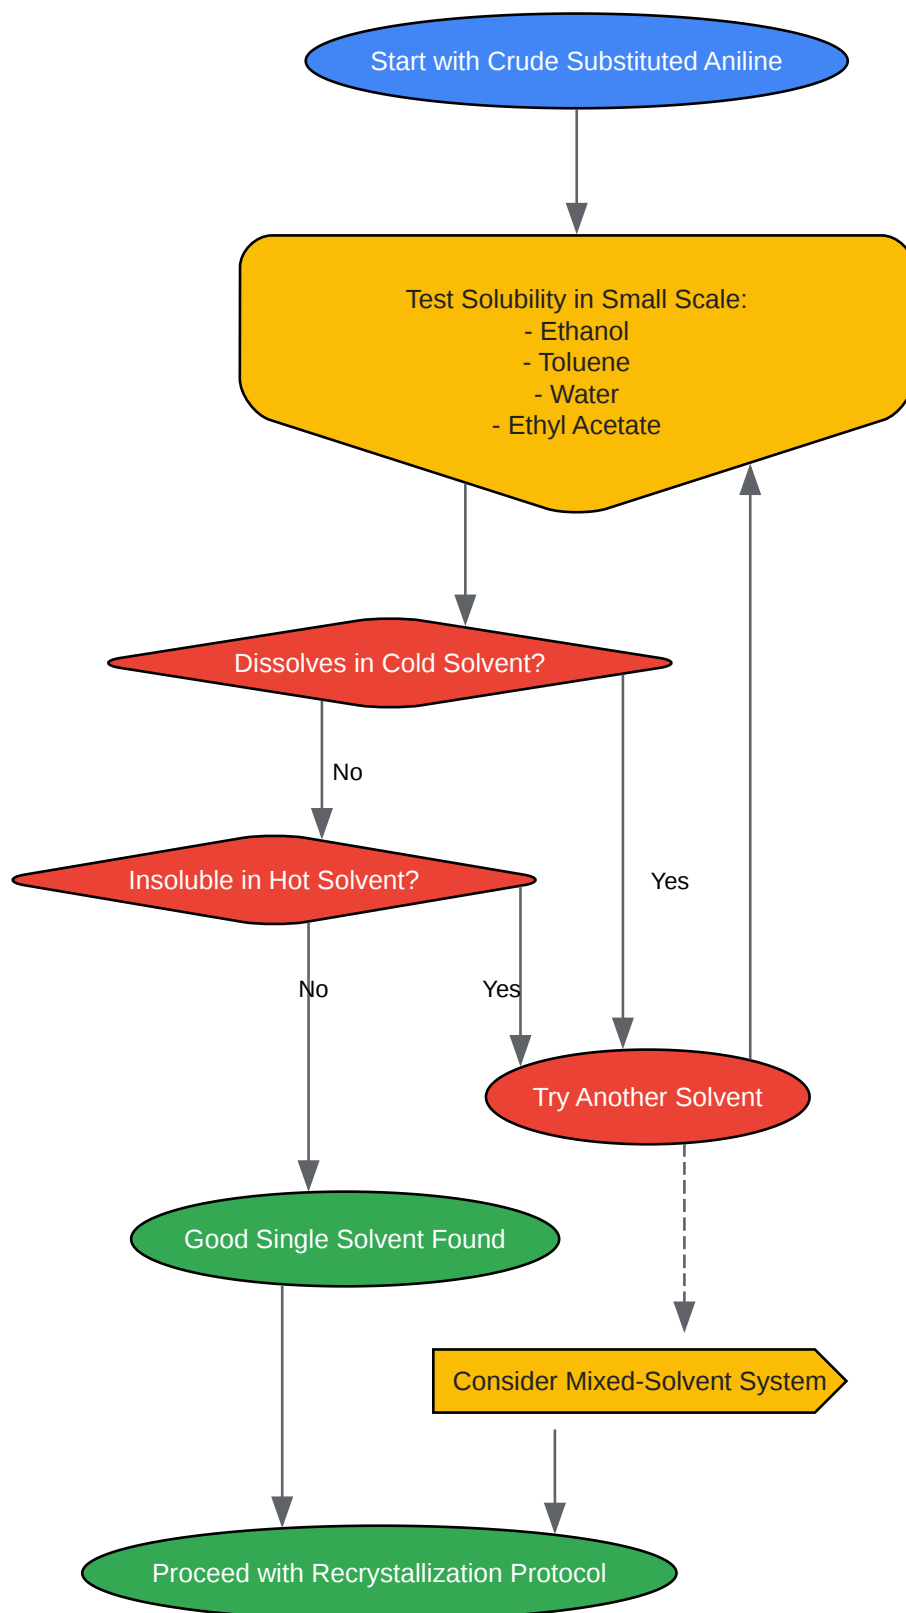 Start with Crude Substituted Aniline
Test Solubility in Small Scale:
- Ethanol
- Toluene
- Water
- Ethyl Acetate
Dissolves in Cold Solvent?
No
Insoluble in Hot Solvent?
Yes
No
Yes
Try Another Solvent
Good Single Solvent Found
Consider Mixed-Solvent System
Proceed with Recrystallization Protocol